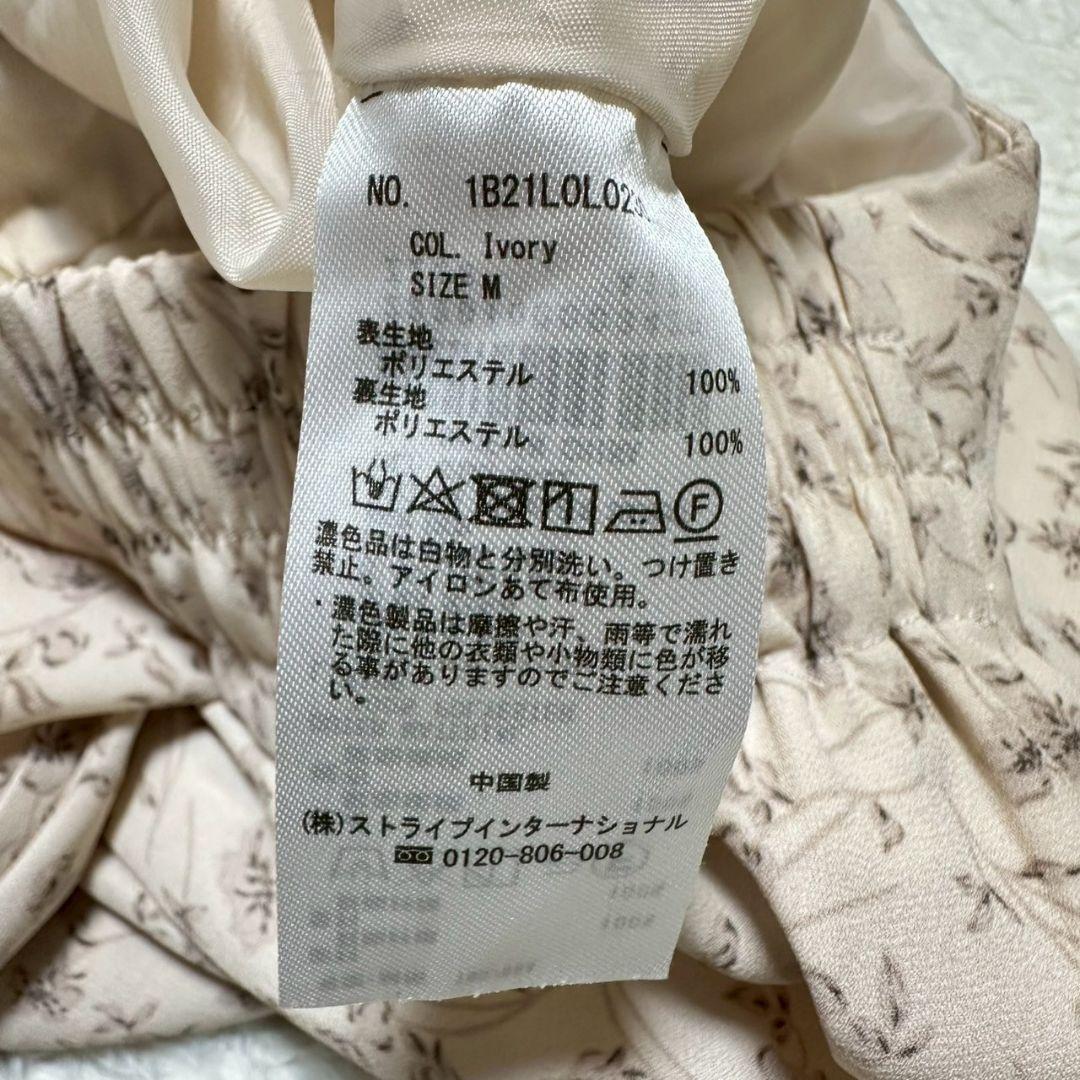 NO. 1B21L0L023
COL. Ivory
SIZE M
表生地
ポリエステル 100%
裏生地
ポリエステル 100%
F
濃色品は白物と分別洗い。つけ置き
禁止。アイロンあて布使用。
・濃色製品は摩擦や汗、雨等で濡れ
た際に他の衣類や小物類に色が移
る事がありますのでご注意くださ
い。
中国製
(株)ストライプインターナショナル
0120-806-008